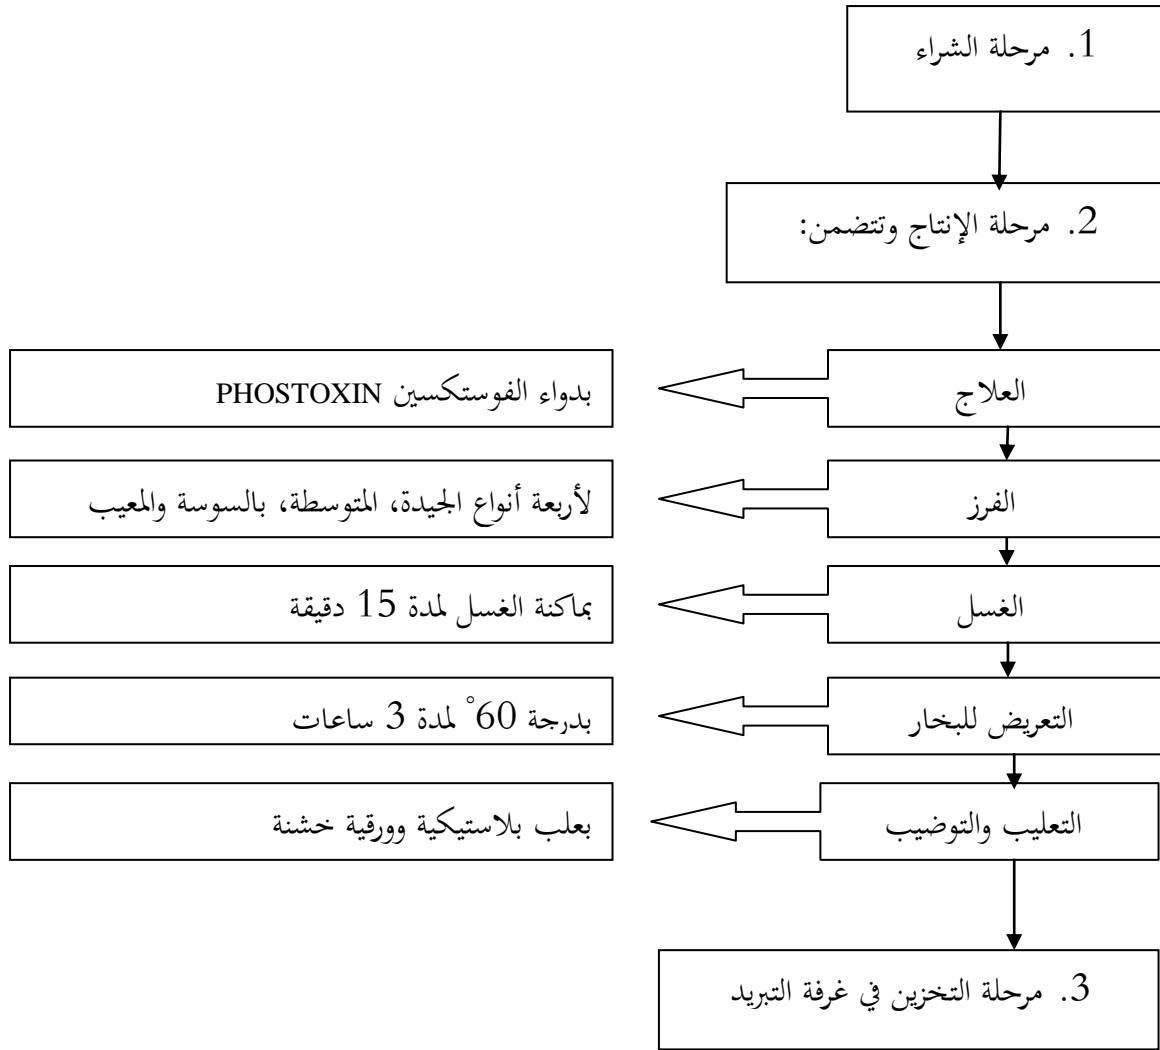 1. مرحلة الشراء
2. مرحلة الإنتاج وتتضمن:
العلاج
بدواء الفوستكسين PHOSTOXIN
الفرز
لأربعة أنواع الجيدة، المتوسطة، بالسوسة والمعيب
الغسل
بماكنة الغسل لمدة 15 دقيقة
التعريض للبخار
بدرجة 60° لمدة 3 ساعات
التعليب والتوضيب
بعلب بلاستيكية وورقية خشنة
3. مرحلة التخزين في غرفة التبريد